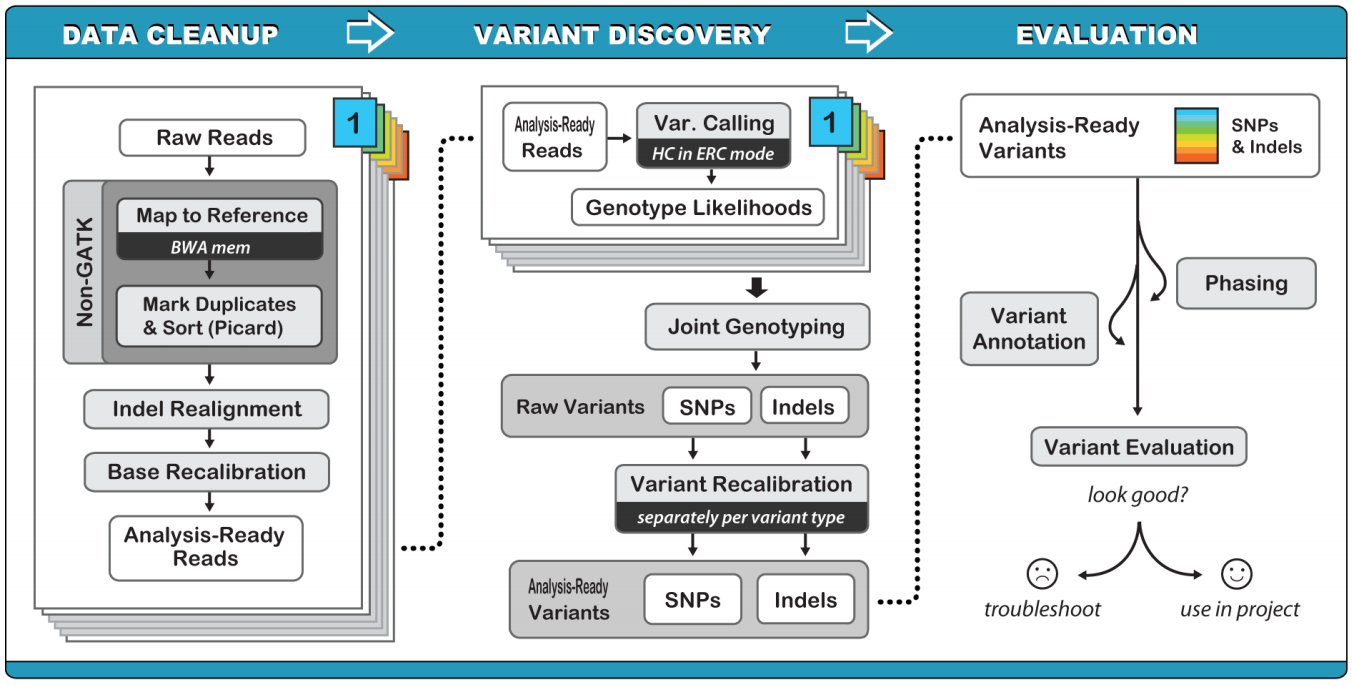 DATA CLEANUP
VARIANT DISCOVERY
EVALUATION
1
Raw Reads
Non-GATK
Map to Reference
BWA mem
Mark Duplicates
& Sort (Picard)
Indel Realignment
Base Recalibration
Analysis-Ready
Reads
1
Analysis-Ready
Reads
Var. Calling
HC in ERC mode
Genotype Likelihoods
Joint Genotyping
Raw Variants
SNPs
Indels
Variant Recalibration
separately per variant type
Analysis-Ready
Variants
SNPs
Indels
Analysis-Ready
Variants
SNPs
& Indels
Phasing
Variant
Annotation
Variant Evaluation
look good?
troubleshoot
use in project